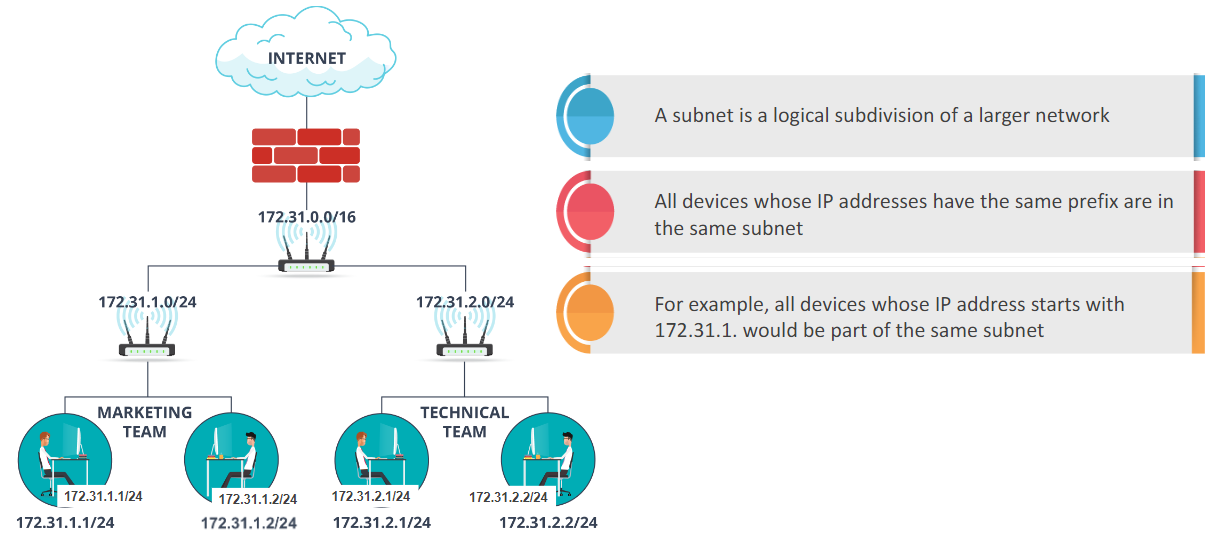 INTERNET
172.31.0.0/16
172.31.1.0/24
172.31.2.0/24
MARKETING
TEAM
TECHNICAL
TEAM
172.31.1.1/24
172.31.1.2/24
172.31.2.1/24
172.31.2.2/24
172.31.1.1/24
172.31.1.2/24
172.31.2.1/24
172.31.2.2/24
A subnet is a logical subdivision of a larger network
All devices whose IP addresses have the same prefix are in
the same subnet
For example, all devices whose IP address starts with
172.31.1. would be part of the same subnet